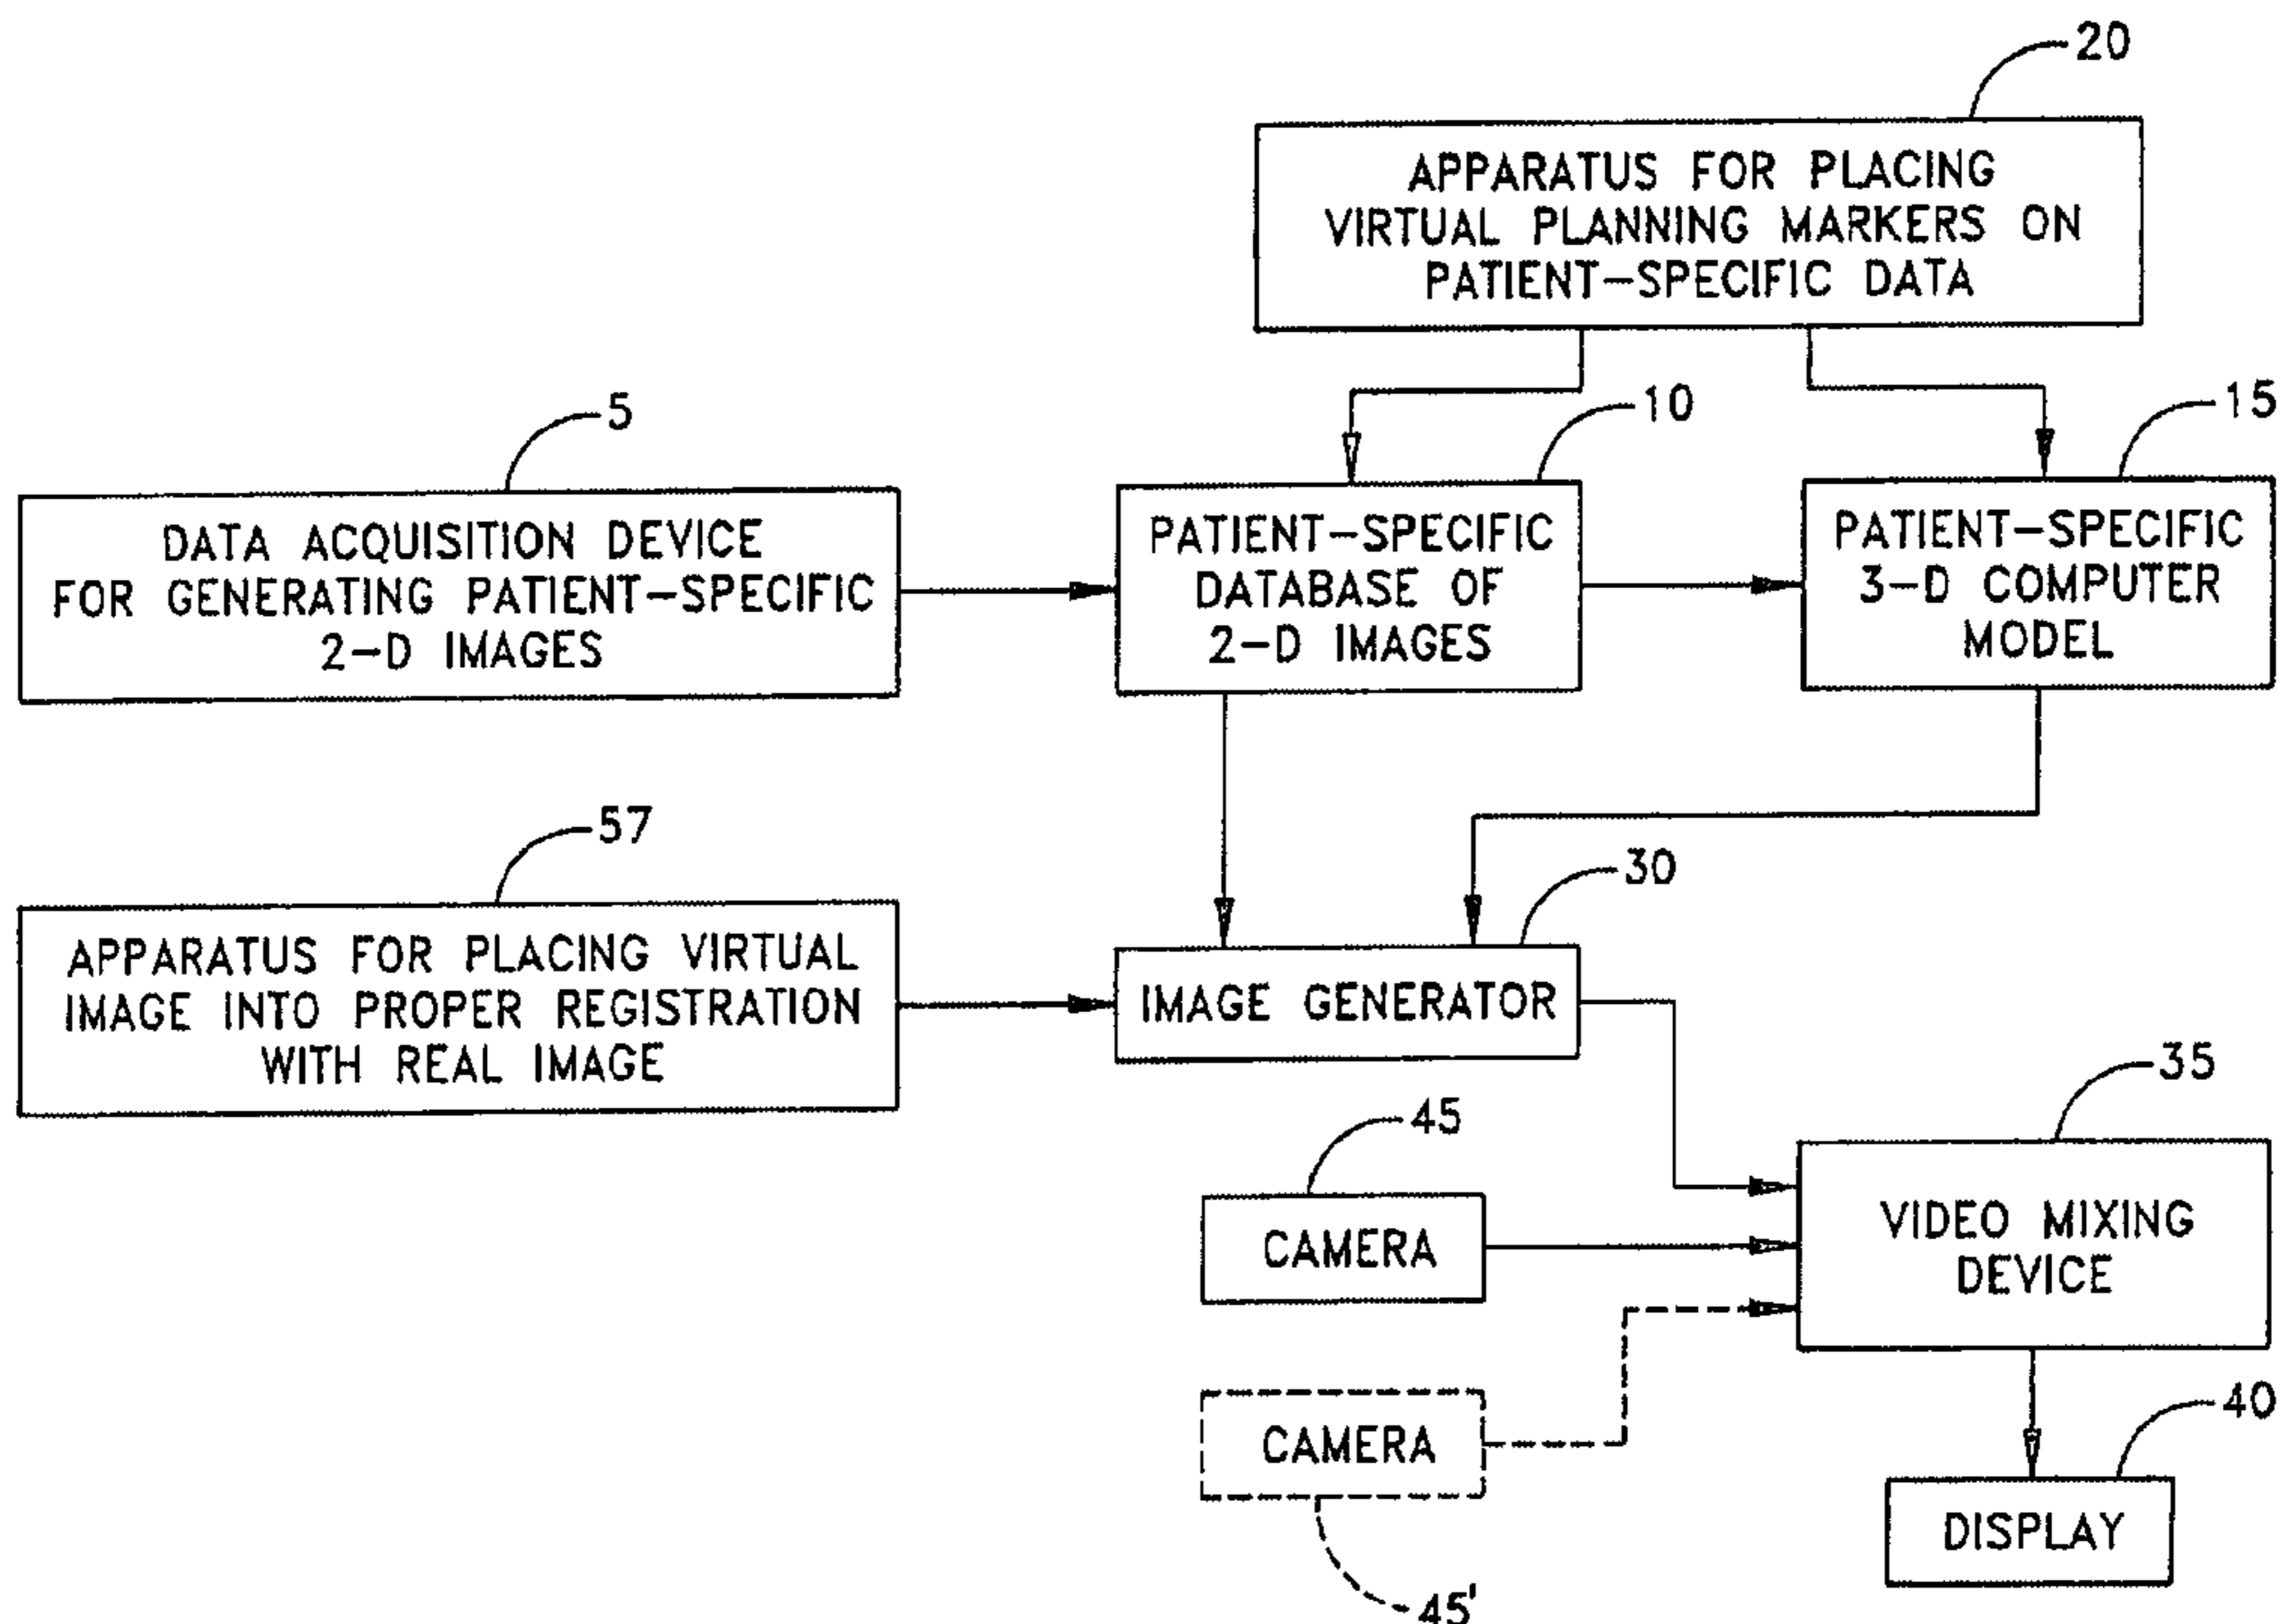 20
APPARATUS FOR PLACING
VIRTUAL PLANNING MARKERS ON
PATIENT-SPECIFIC DATA
5
10
15
DATA ACQUISITION DEVICE
FOR GENERATING PATIENT-SPECIFIC
2-D IMAGES
PATIENT-SPECIFIC
DATABASE OF
2-D IMAGES
PATIENT-SPECIFIC
3-D COMPUTER
MODEL
57
30
APPARATUS FOR PLACING VIRTUAL
IMAGE INTO PROPER REGISTRATION
WITH REAL IMAGE
IMAGE GENERATOR
45
35
CAMERA
VIDEO MIXING
DEVICE
CAMERA
45'
40
DISPLAY